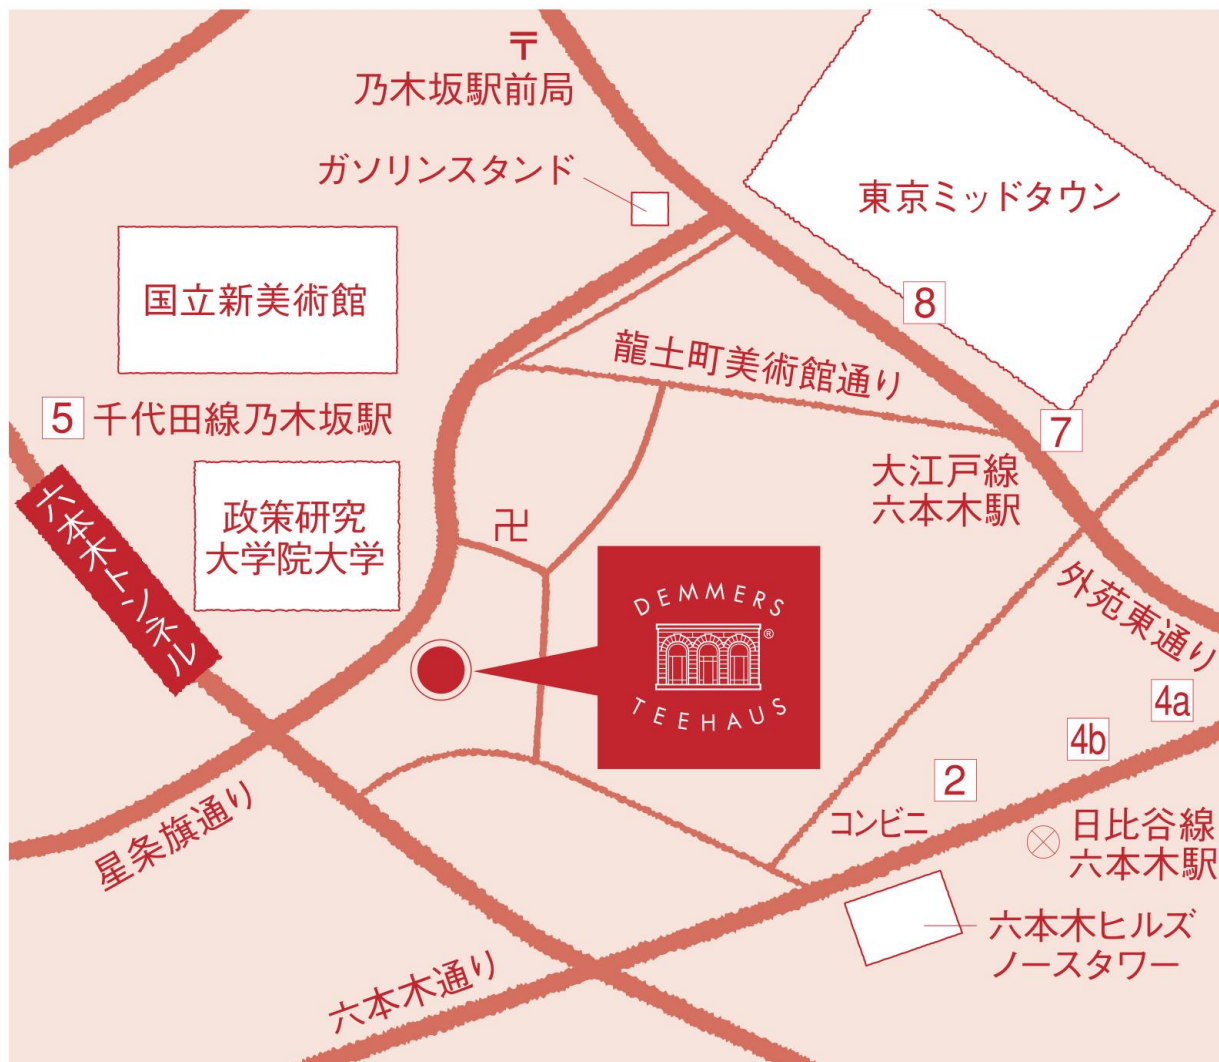 〒
乃木坂駅前局
ガソリンスタンド
東京ミッドタウン
国立新美術館
8
龍土町美術館通り
5 千代田線乃木坂駅
7
大江戸線
六本木駅
政策研究
大学院大学
卍
六本木トンネル
DEMMERS
®
TEEHAUS
外苑東通り
4a
4b
2
コンビニ
日比谷線
六本木駅
星条旗通り
六本木ヒルズ
ノースタワー
六本木通り